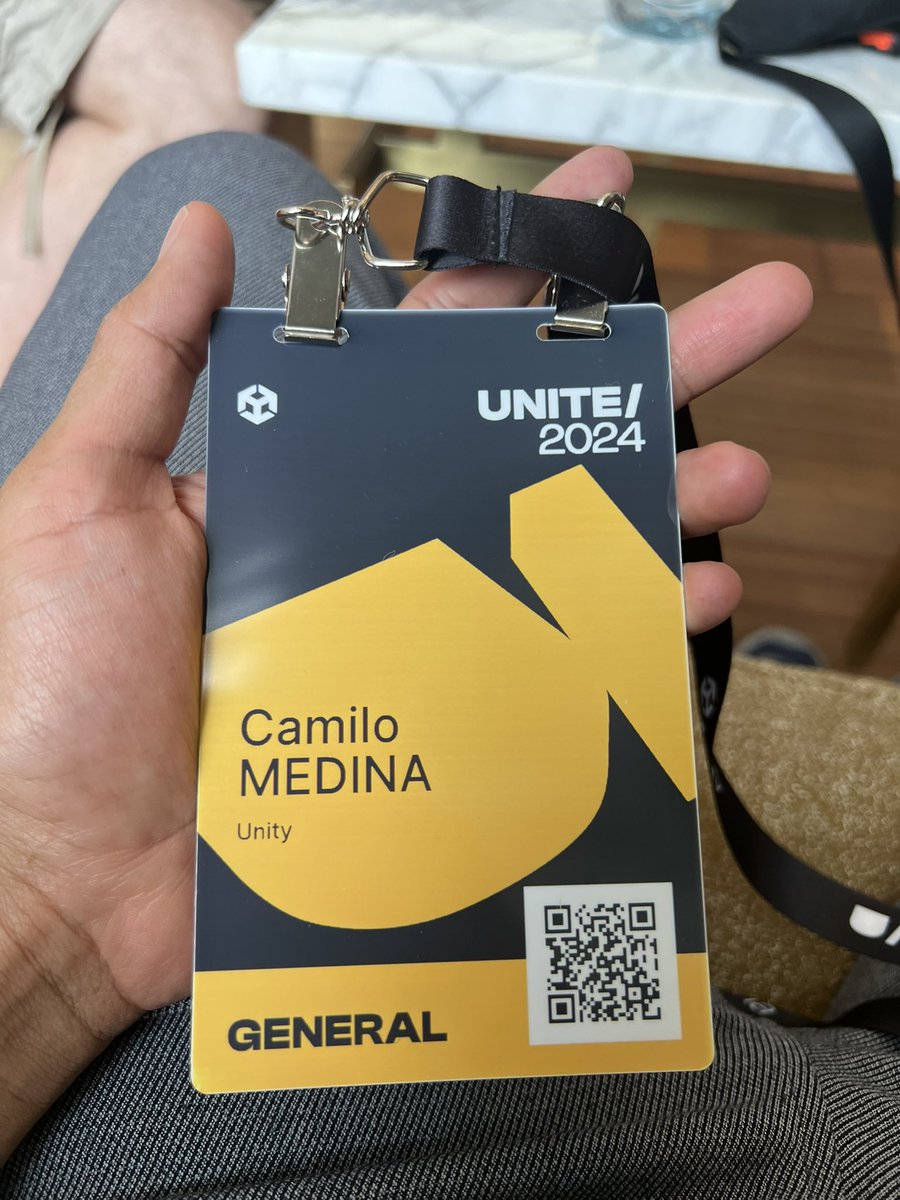 UNITE/
2024
Camilo
MEDINA
Unity
GENERAL